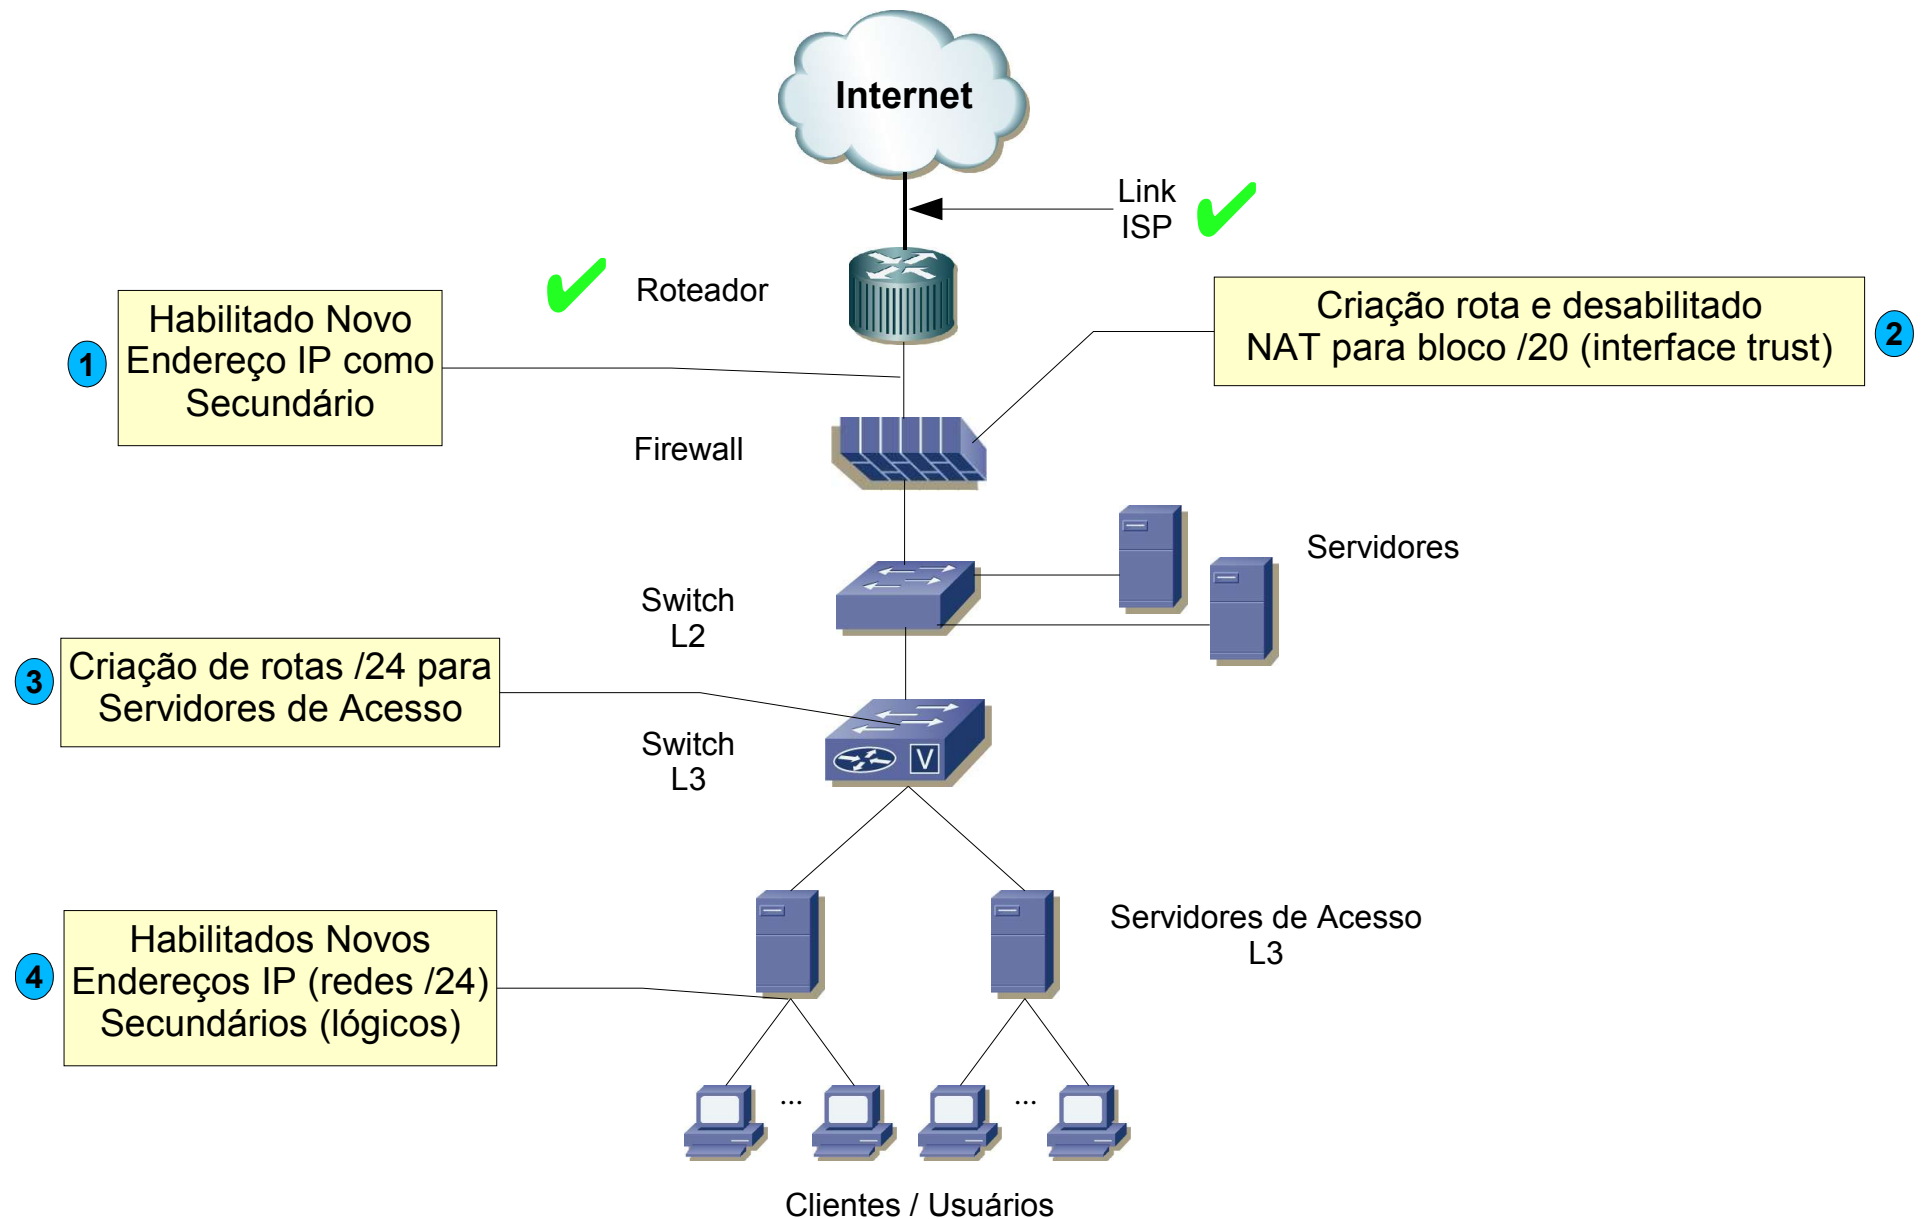 Internet
Link
ISP
Roteador
Habilitado Novo
Endereço IP como
Secundário
1
Criação rota e desabilitado
NAT para bloco /20 (interface trust)
2
Firewall
Servidores
Switch
L2
Criação de rotas /24 para
Servidores de Acesso
3
Switch
L3
V
Habilitados Novos
Endereços IP (redes /24)
Secundários (lógicos)
4
Servidores de Acesso
L3
...
...
Clientes / Usuários